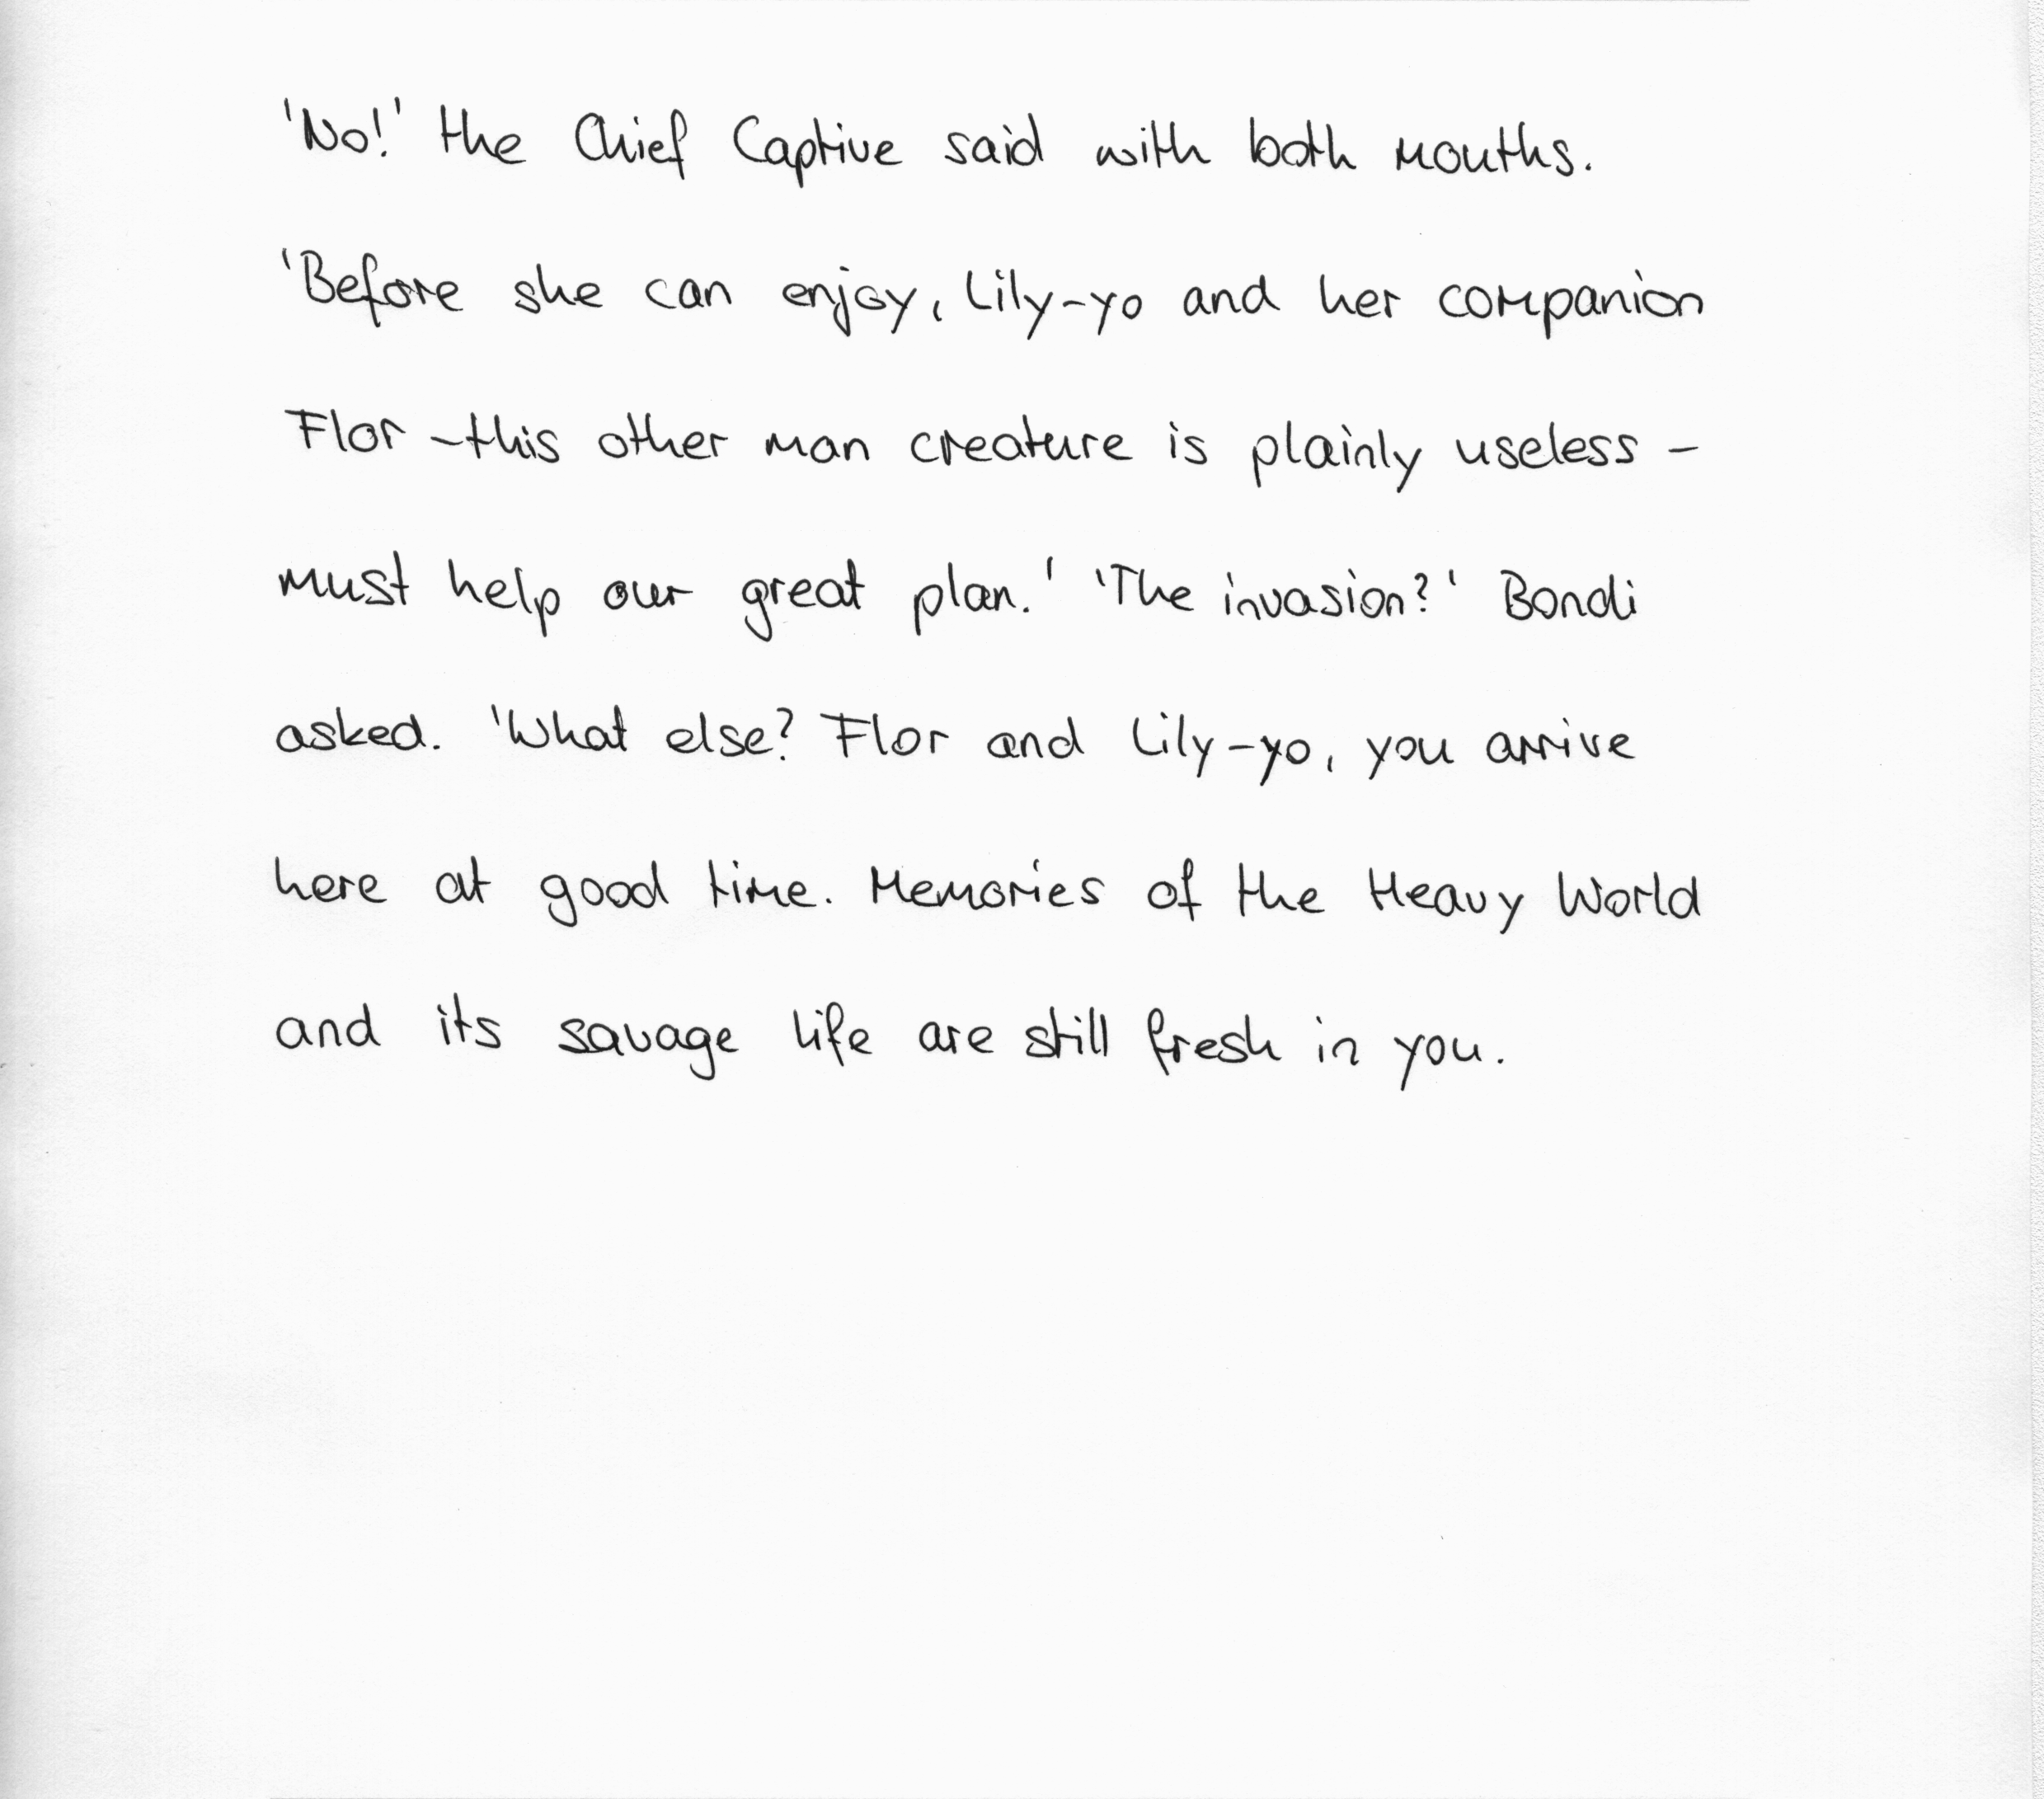 'No!' the Chief Captive said with both mouths.
'Before she can enjoy, Lily-yo and her companion
Flor - this other man creature is plainly useless -
must help our great plan.' 'The invasion?' Bondi
asked. 'What else? Flor and Lily-yo, you arrive
here at good time. Memories of the Heavy World
and its savage life are still fresh in you.